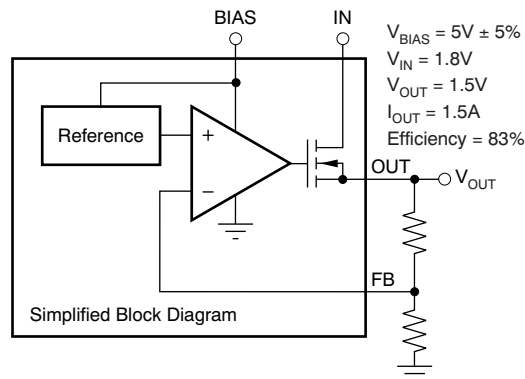 BIAS
IN
V_BIAS = 5V ± 5%
V_IN = 1.8V
V_OUT = 1.5V
I_OUT = 1.5A
Efficiency = 83%
Reference
+
−
OUT
V_OUT
FB
Simplified Block Diagram